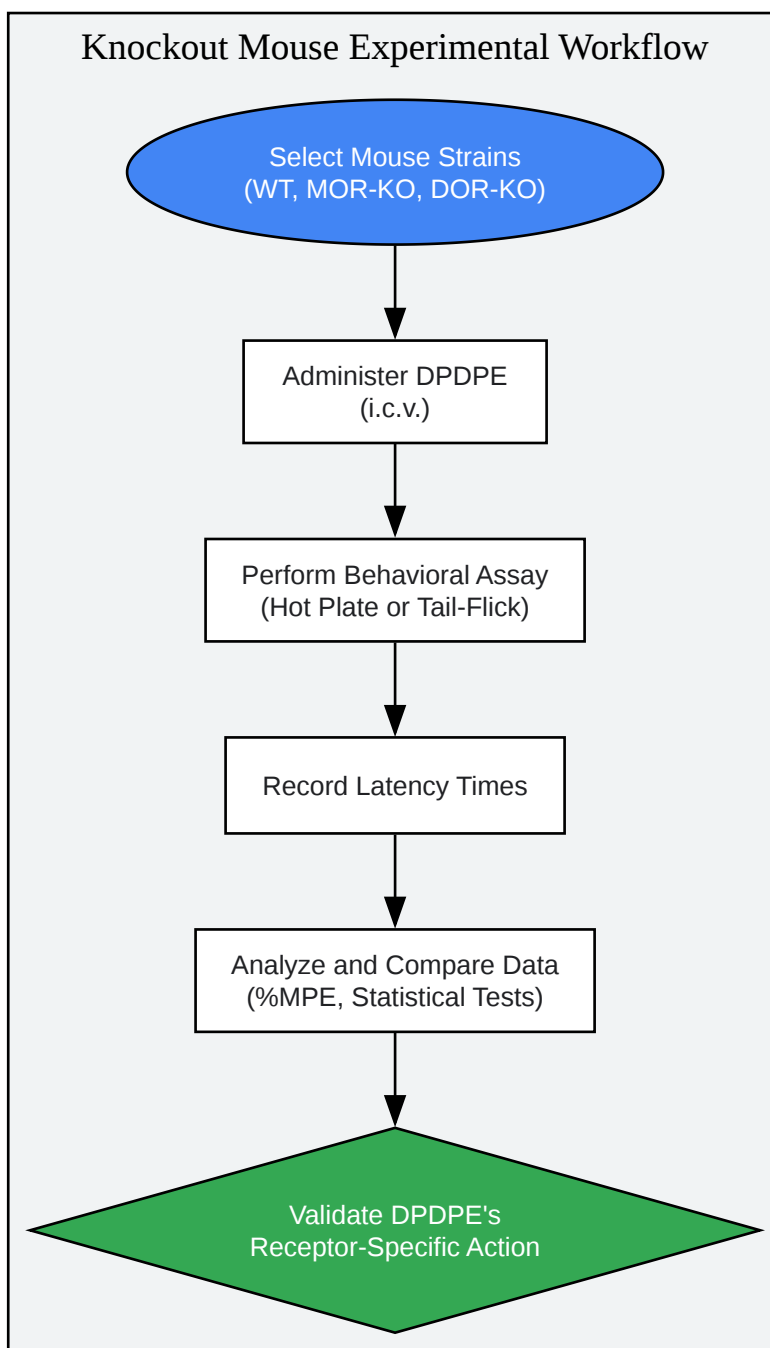 Knockout Mouse Experimental Workflow
Select Mouse Strains
(WT, MOR-KO, DOR-KO)
Administer DPDPE
(i.c.v.)
Perform Behavioral Assay
(Hot Plate or Tail-Flick)
Record Latency Times
Analyze and Compare Data
(%MPE, Statistical Tests)
Validate DPDPE's
Receptor-Specific Action